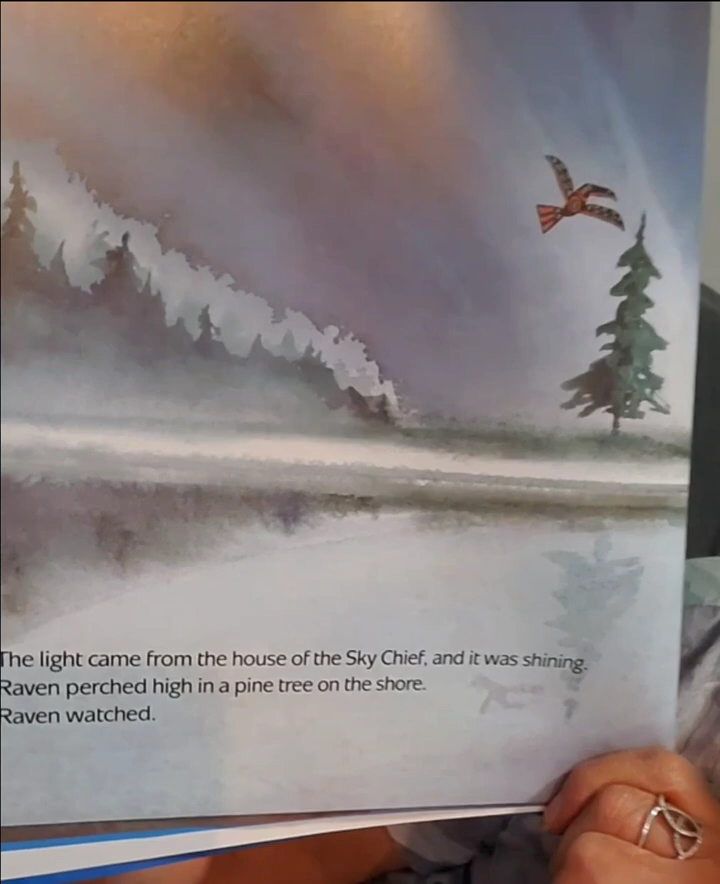 The light came from the house of the Sky Chief, and it was shining.
Raven perched high in a pine tree on the shore.
Raven watched.